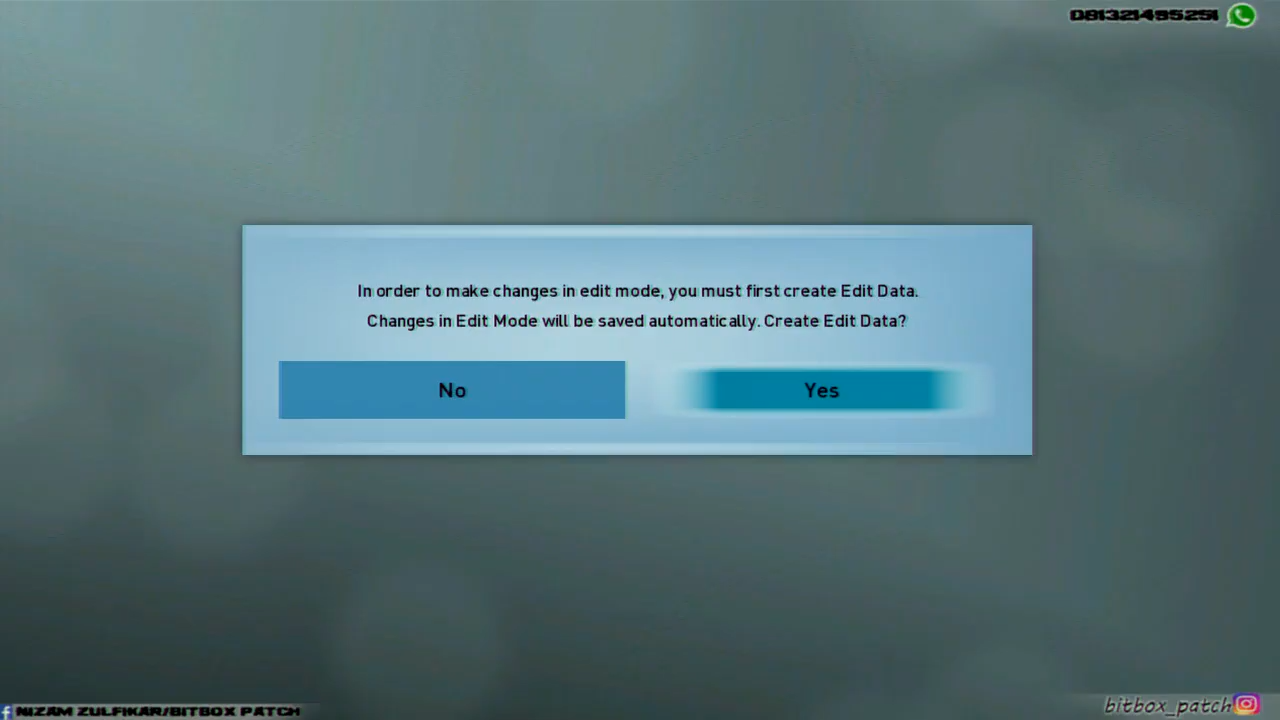 081321495251
In order to make changes in edit mode, you must first create Edit Data.
Changes in Edit Mode will be saved automatically. Create Edit Data?
No
Yes
NIZAM ZULFIKAR/BITBOX PATCH
bitbox_patch